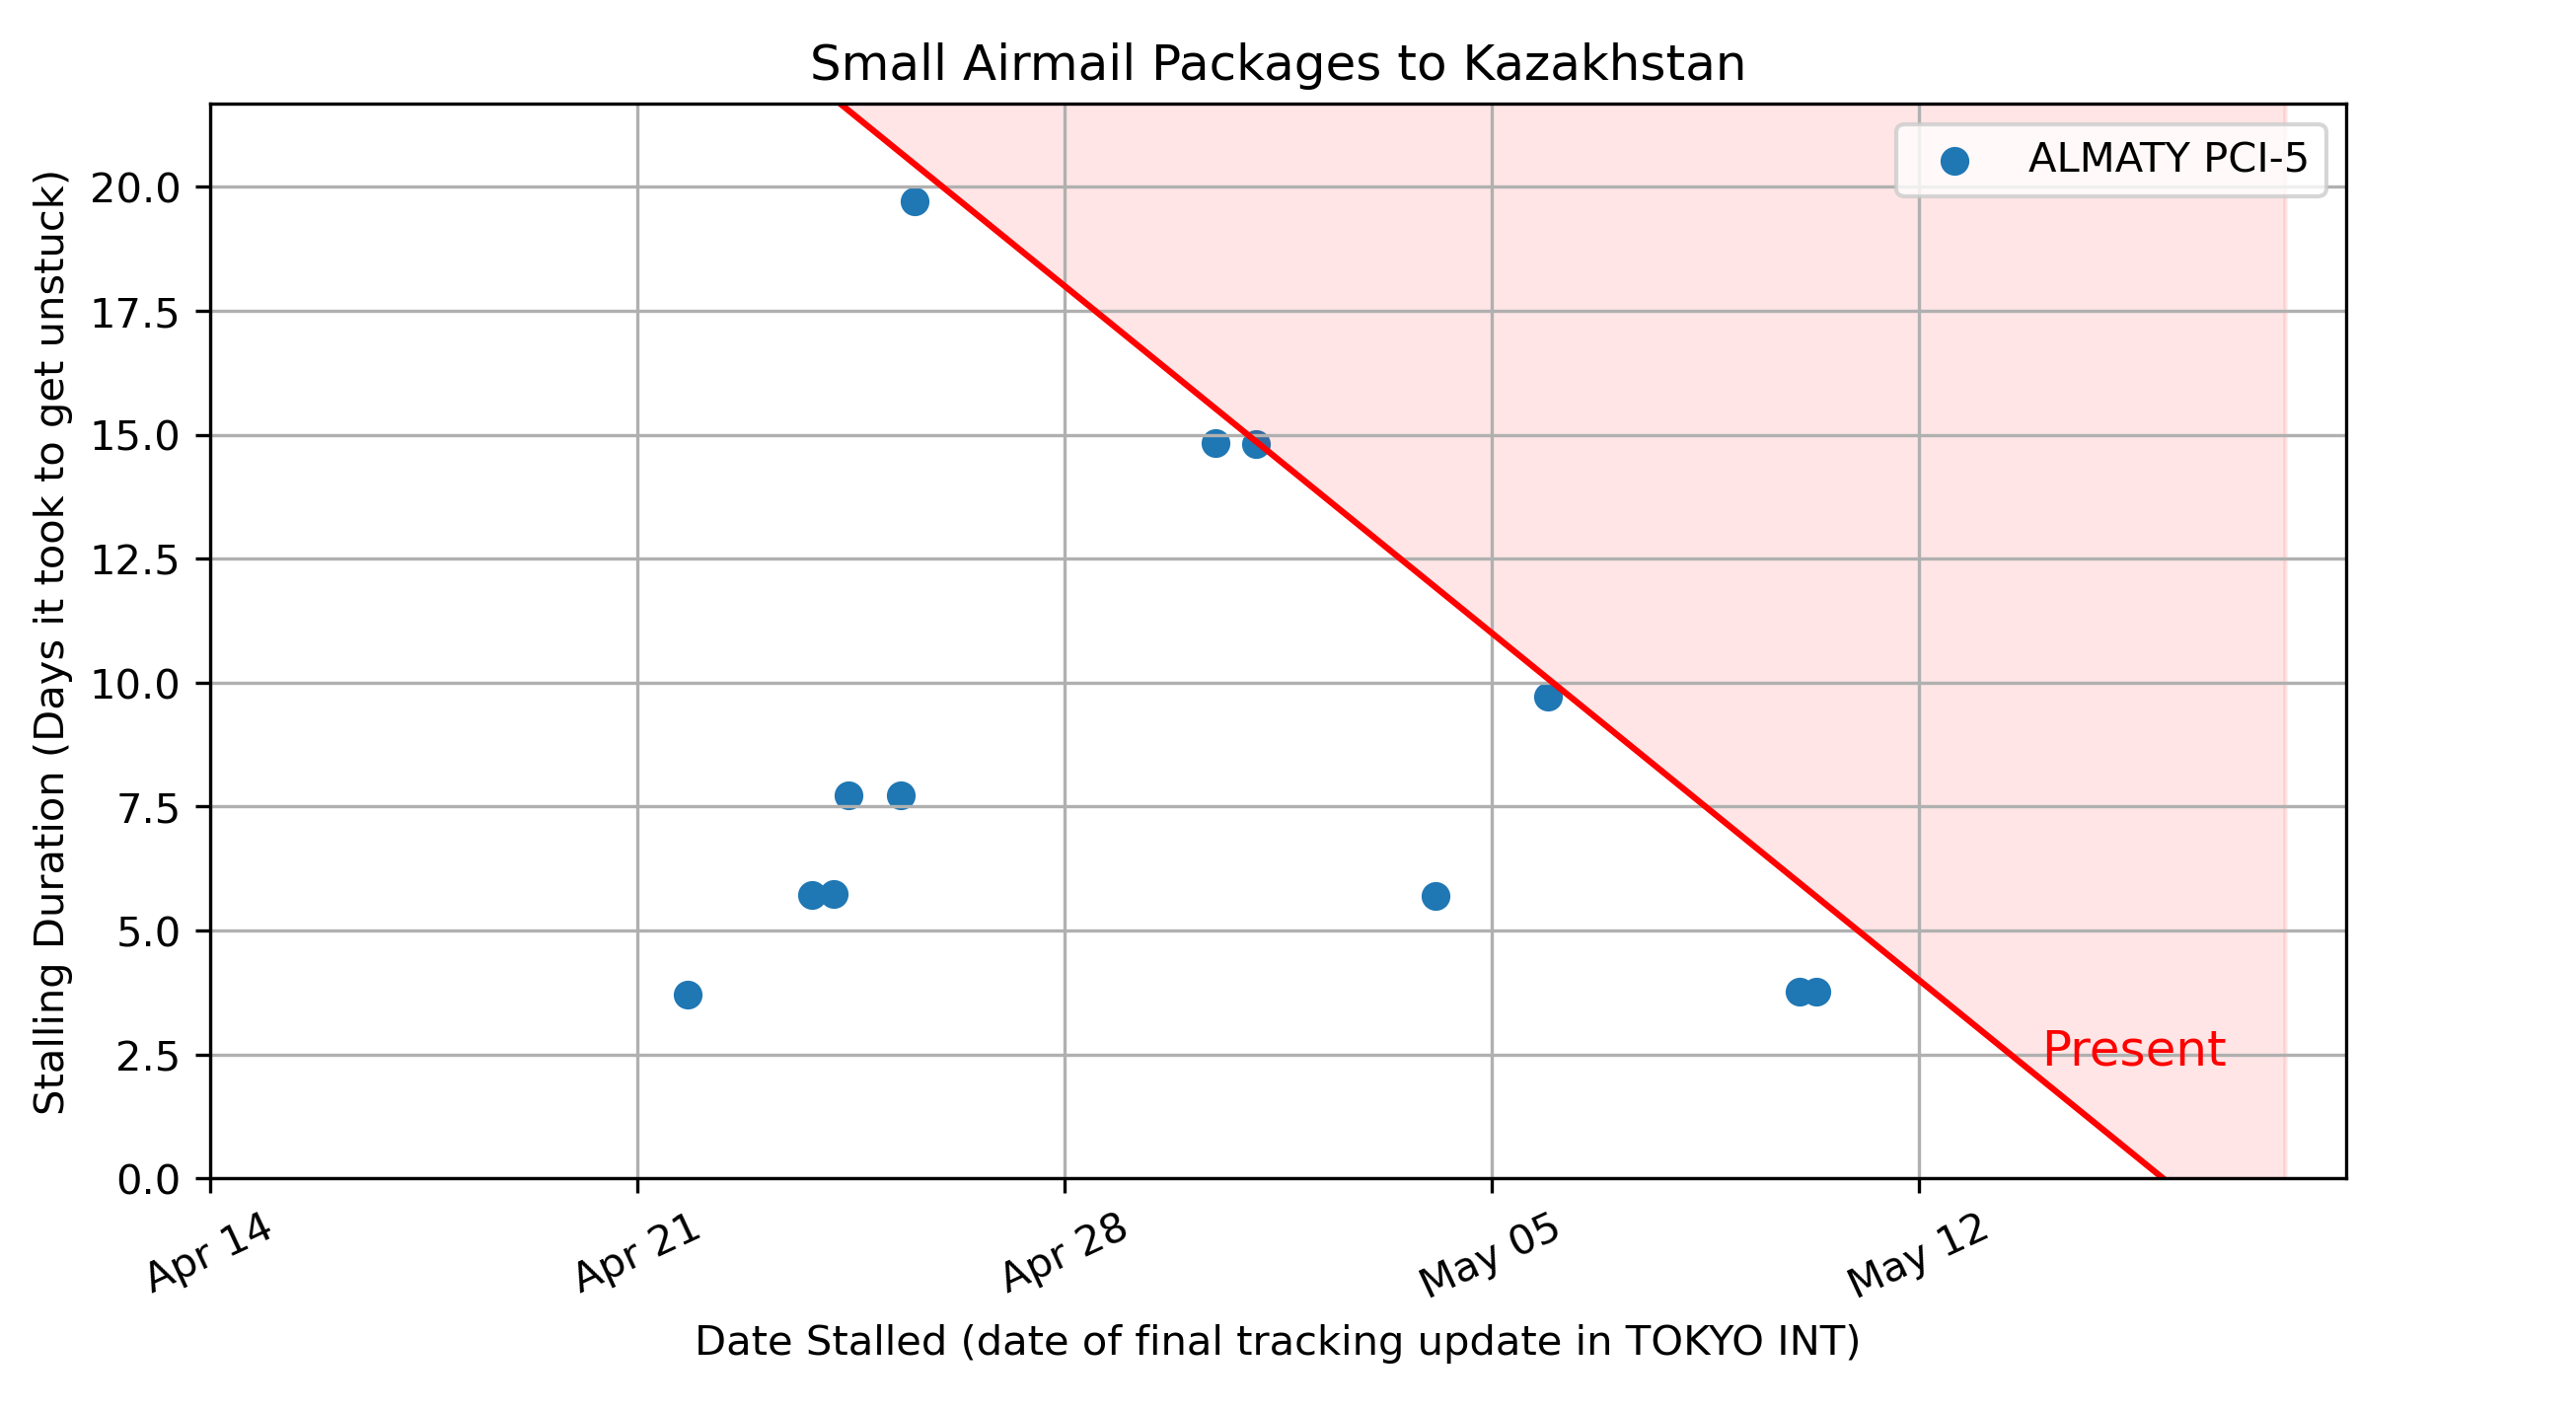 Small Airmail Packages to Kazakhstan
ALMATY PCI-5
Stalling Duration (Days it took to get unstuck)
20.0
17.5
15.0
12.5
10.0
7.5
5.0
2.5
0.0
Present
Apr 14
Apr 21
Apr 28
May 05
May 12
Date Stalled (date of final tracking update in TOKYO INT)